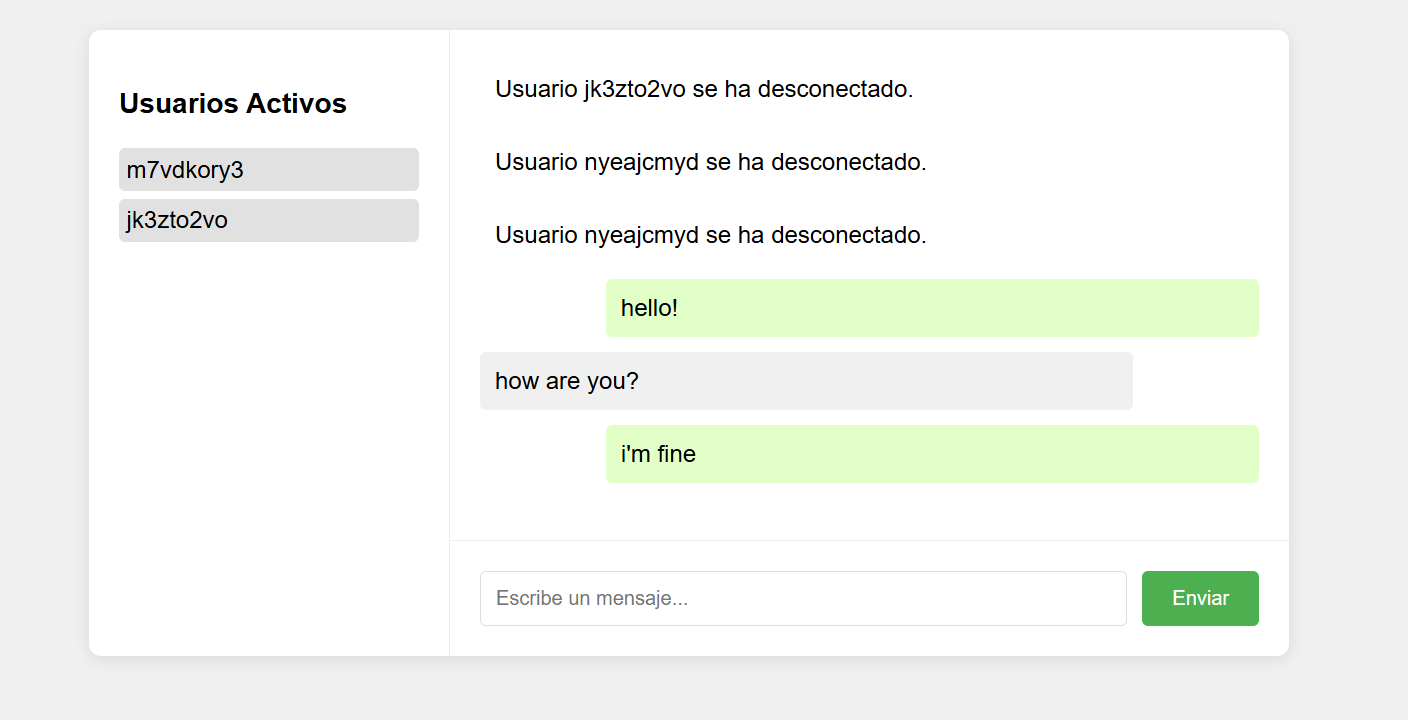 Usuarios Activos
m7vdkory3
jk3zto2vo
Usuario jk3zto2vo se ha desconectado.
Usuario nyeajcmyd se ha desconectado.
Usuario nyeajcmyd se ha desconectado.
hello!
how are you?
i'm fine
Escribe un mensaje...
Enviar